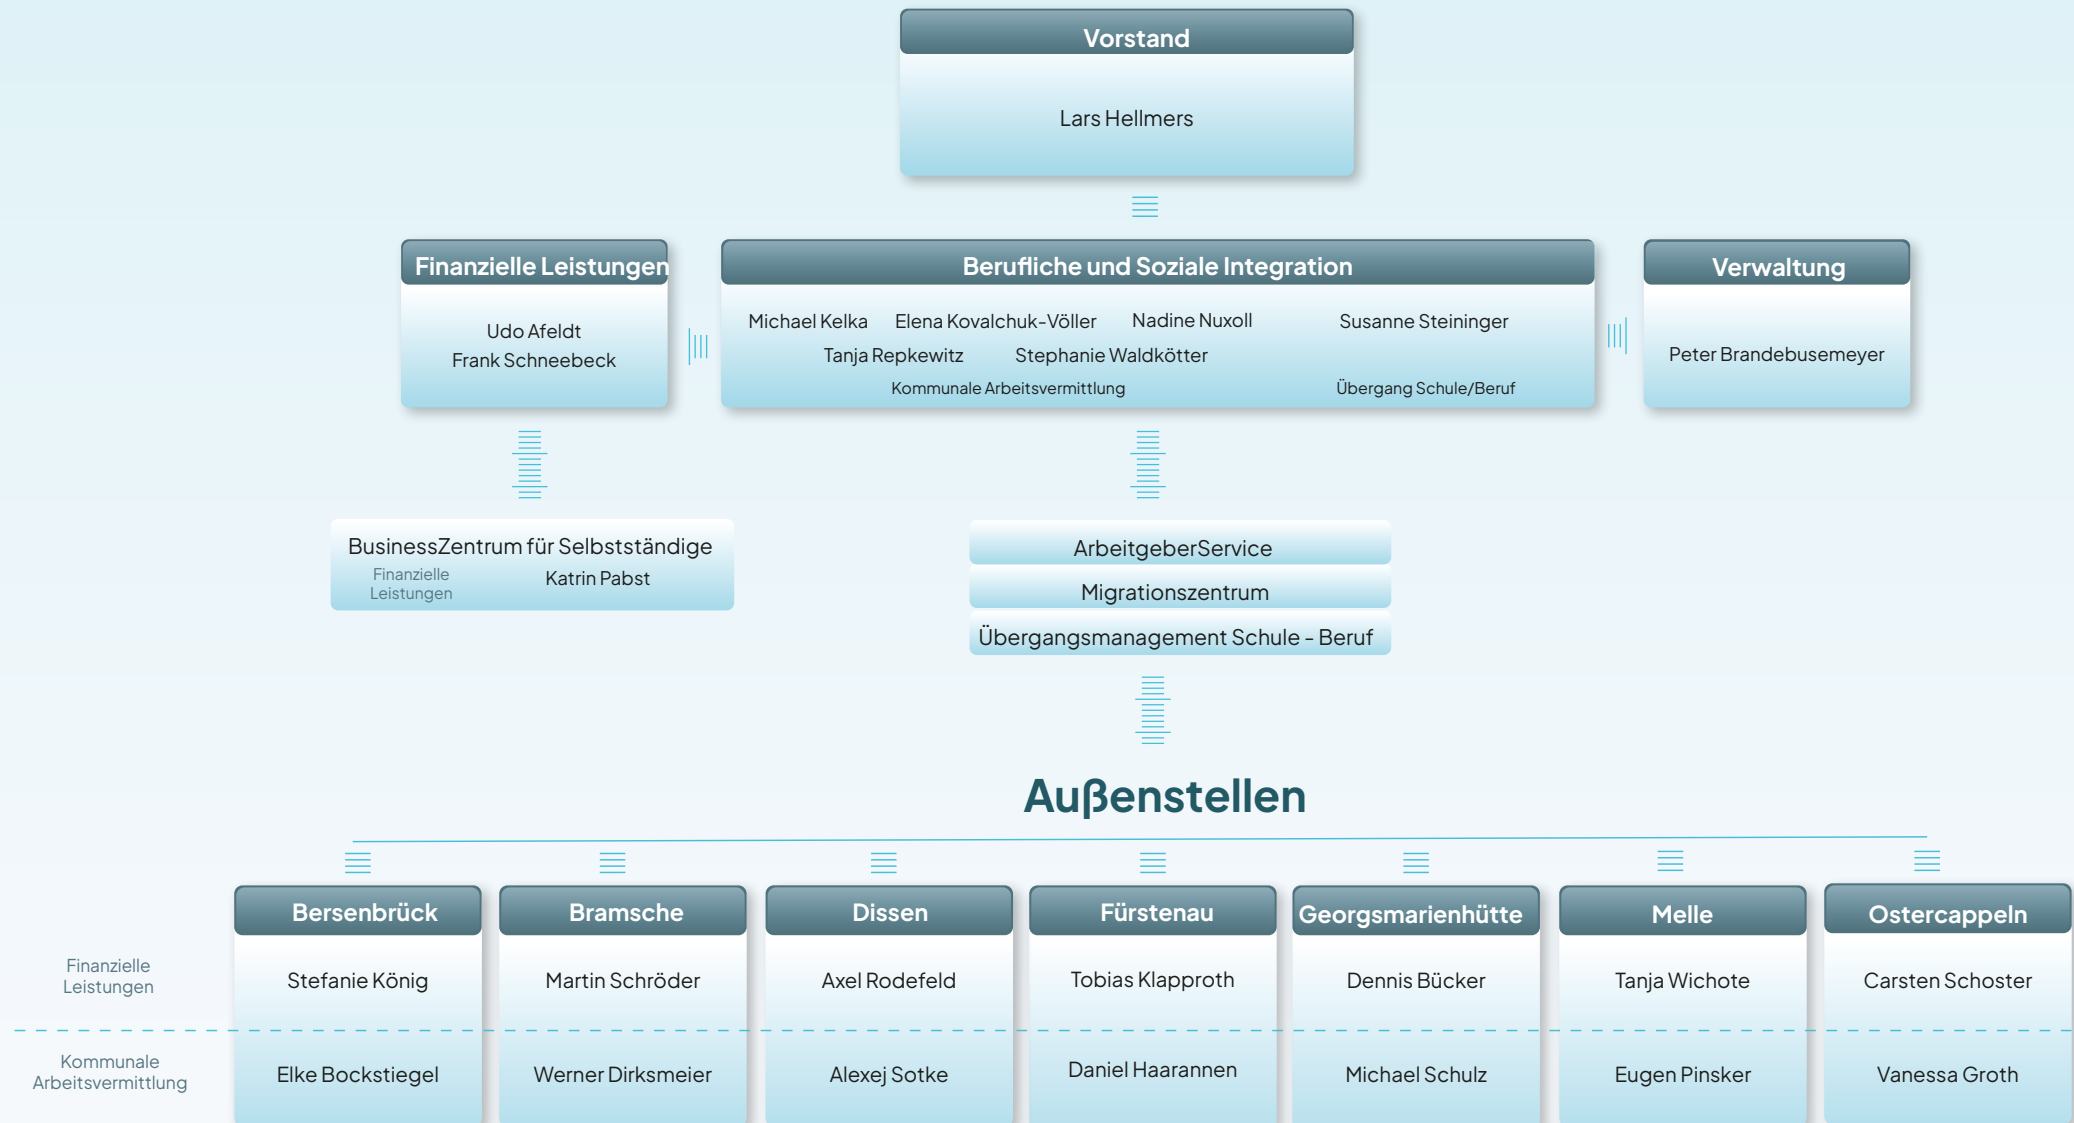 Vorstand
Lars Hellmers
Finanzielle Leistungen
Udo Afeldt
Frank Schneebeck
Berufliche und Soziale Integration
Michael Kelka Elena Kovalchuk-Völler Nadine Nuxoll Susanne Steininger
Tanja Repkewitz Stephanie Waldkötter
Kommunale Arbeitsvermittlung Übergang Schule/Beruf
Verwaltung
Peter Brandebusemeyer
BusinessZentrum für Selbstständige
Finanzielle
Leistungen
Katrin Pabst
ArbeitgeberService
Migrationszentrum
Übergangsmanagement Schule - Beruf
Außenstellen
Bersenbrück Bramsche Dissen Fürstenau Georgsmarienhütte Melle Ostercappeln
Finanzielle
Leistungen
Stefanie König Martin Schröder Axel Rodefeld Tobias Klapproth Dennis Bücker Tanja Wichote Carsten Schoster
Kommunale
Arbeitsvermittlung
Elke Bockstiegel Werner Dirksmeier Alexej Sotke Daniel Haarannen Michael Schulz Eugen Pinsker Vanessa Groth